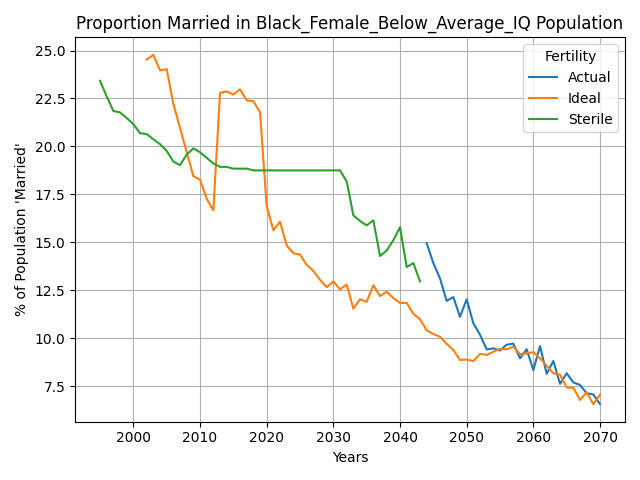 Proportion Married in Black_Female_Below_Average_IQ Population
% of Population 'Married'
25.0
22.5
20.0
17.5
15.0
12.5
10.0
7.5
Fertility
Actual
Ideal
Sterile
2000 2010 2020 2030 2040 2050 2060 2070
Years